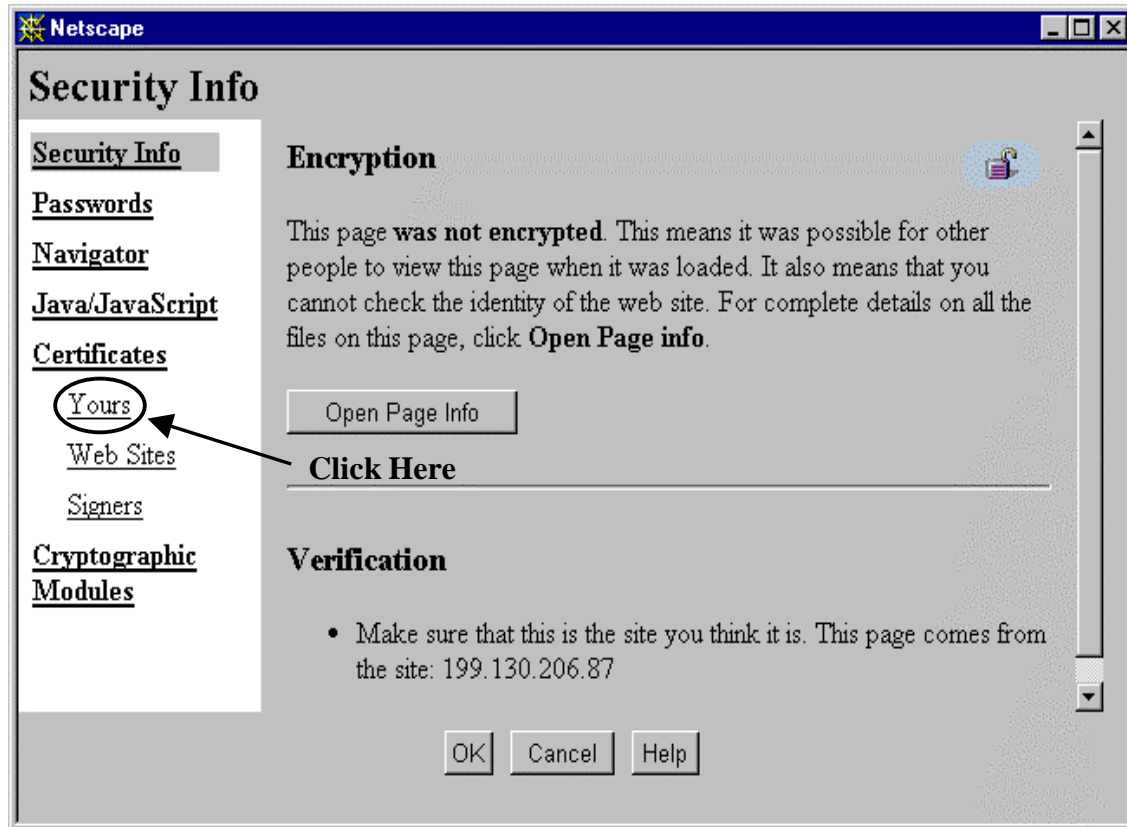 Netscape
Security Info
Security Info
Passwords
Navigator
Java/JavaScript
Certificates
Yours
Web Sites
Signers
Cryptographic
Modules
Encryption
This page was not encrypted. This means it was possible for other
people to view this page when it was loaded. It also means that you
cannot check the identity of the web site. For complete details on all the
files on this page, click Open Page info.
Open Page Info
Click Here
Verification
• Make sure that this is the site you think it is. This page comes from
the site: 199.130.206.87
OK Cancel Help